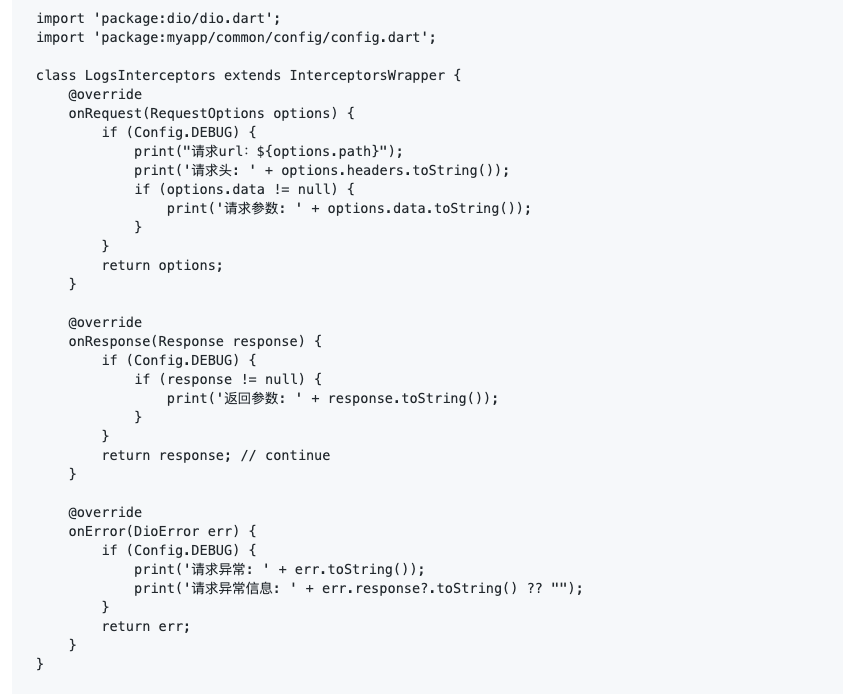 import 'package:dio/dio.dart';
import 'package:myapp/common/config/config.dart';

class LogsInterceptors extends InterceptorsWrapper {
    @override
    onRequest(RequestOptions options) {
        if (Config.DEBUG) {
            print("请求url：${options.path}");
            print('请求头: ' + options.headers.toString());
            if (options.data != null) {
                print('请求参数: ' + options.data.toString());
            }
        }
        return options;
    }

    @override
    onResponse(Response response) {
        if (Config.DEBUG) {
            if (response != null) {
                print('返回参数: ' + response.toString());
            }
        }
        return response; // continue
    }

    @override
    onError(DioError err) {
        if (Config.DEBUG) {
            print('请求异常: ' + err.toString());
            print('请求异常信息: ' + err.response?.toString() ?? "");
        }
        return err;
    }
}